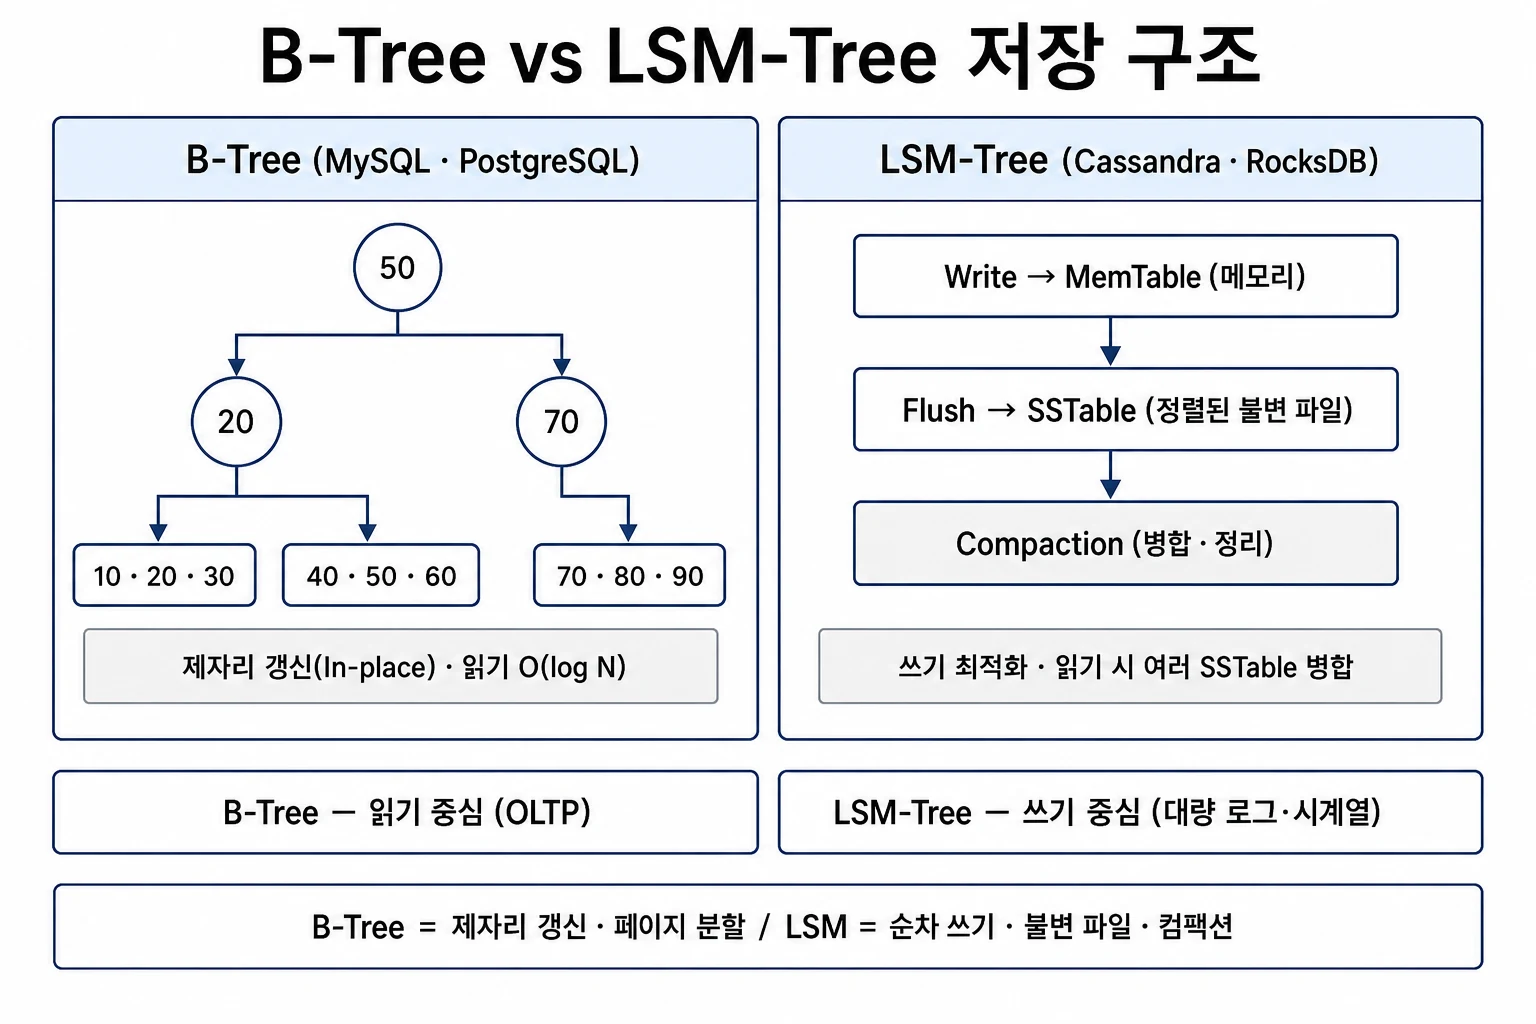 B-Tree vs LSM-Tree 저장 구조
B-Tree (MySQL · PostgreSQL)
50
20
70
10 · 20 · 30
40 · 50 · 60
70 · 80 · 90
제자리 갱신(In-place) · 읽기 O(log N)
LSM-Tree (Cassandra · RocksDB)
Write → MemTable (메모리)
Flush → SSTable (정렬된 불변 파일)
Compaction (병합 · 정리)
쓰기 최적화 · 읽기 시 여러 SSTable 병합
B-Tree — 읽기 중심 (OLTP)
LSM-Tree — 쓰기 중심 (대량 로그·시계열)
B-Tree = 제자리 갱신 · 페이지 분할 / LSM = 순차 쓰기 · 불변 파일 · 컴팩션